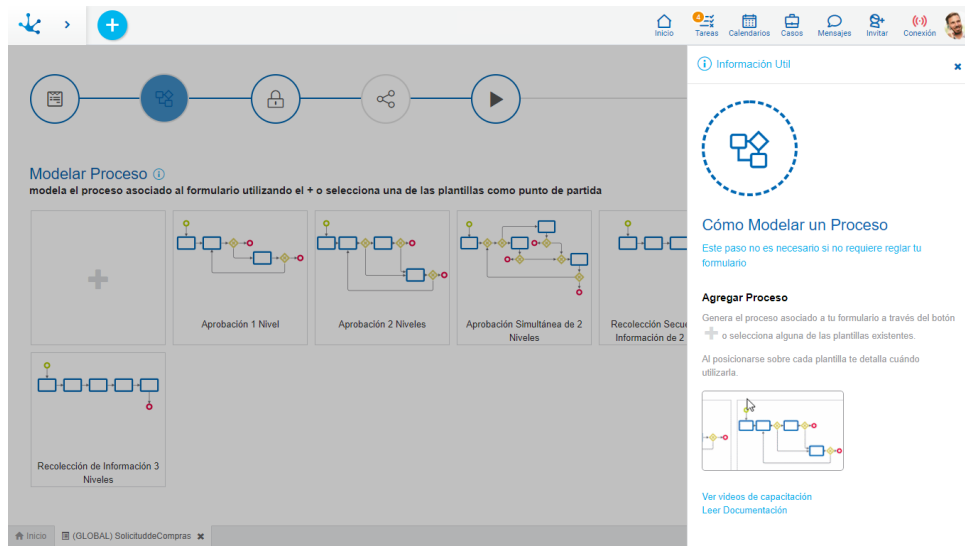 4
Inicio
Tareas
Calendarios
Casos
Mensajes
Invitar
Conexión
Información Util
Modelar Proceso
modela el proceso asociado al formulario utilizando el + o selecciona una de las plantillas como punto de partida
Aprobación 1 Nivel
Aprobación 2 Niveles
Aprobación Simultánea de 2
Niveles
Recolección Secue
Información de 2
Recolección de Información 3
Niveles
Cómo Modelar un Proceso
Este paso no es necesario si no requiere reglar tu
formulario
Agregar Proceso
Genera el proceso asociado a tu formulario a través del botón
o selecciona alguna de las plantillas existentes.
Al posicionarse sobre cada plantilla te detalla cuándo
utilizarla.
Ver videos de capacitación
Leer Documentación
Inicio
(GLOBAL) SolicituddeCompras